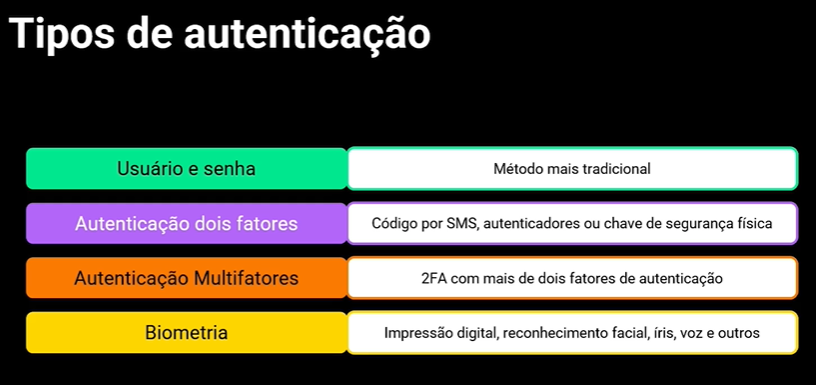 Tipos de autenticação
Usuário e senha
Método mais tradicional
Autenticação dois fatores
Código por SMS, autenticadores ou chave de segurança física
Autenticação Multifatores
2FA com mais de dois fatores de autenticação
Biometria
Impressão digital, reconhecimento facial, íris, voz e outros